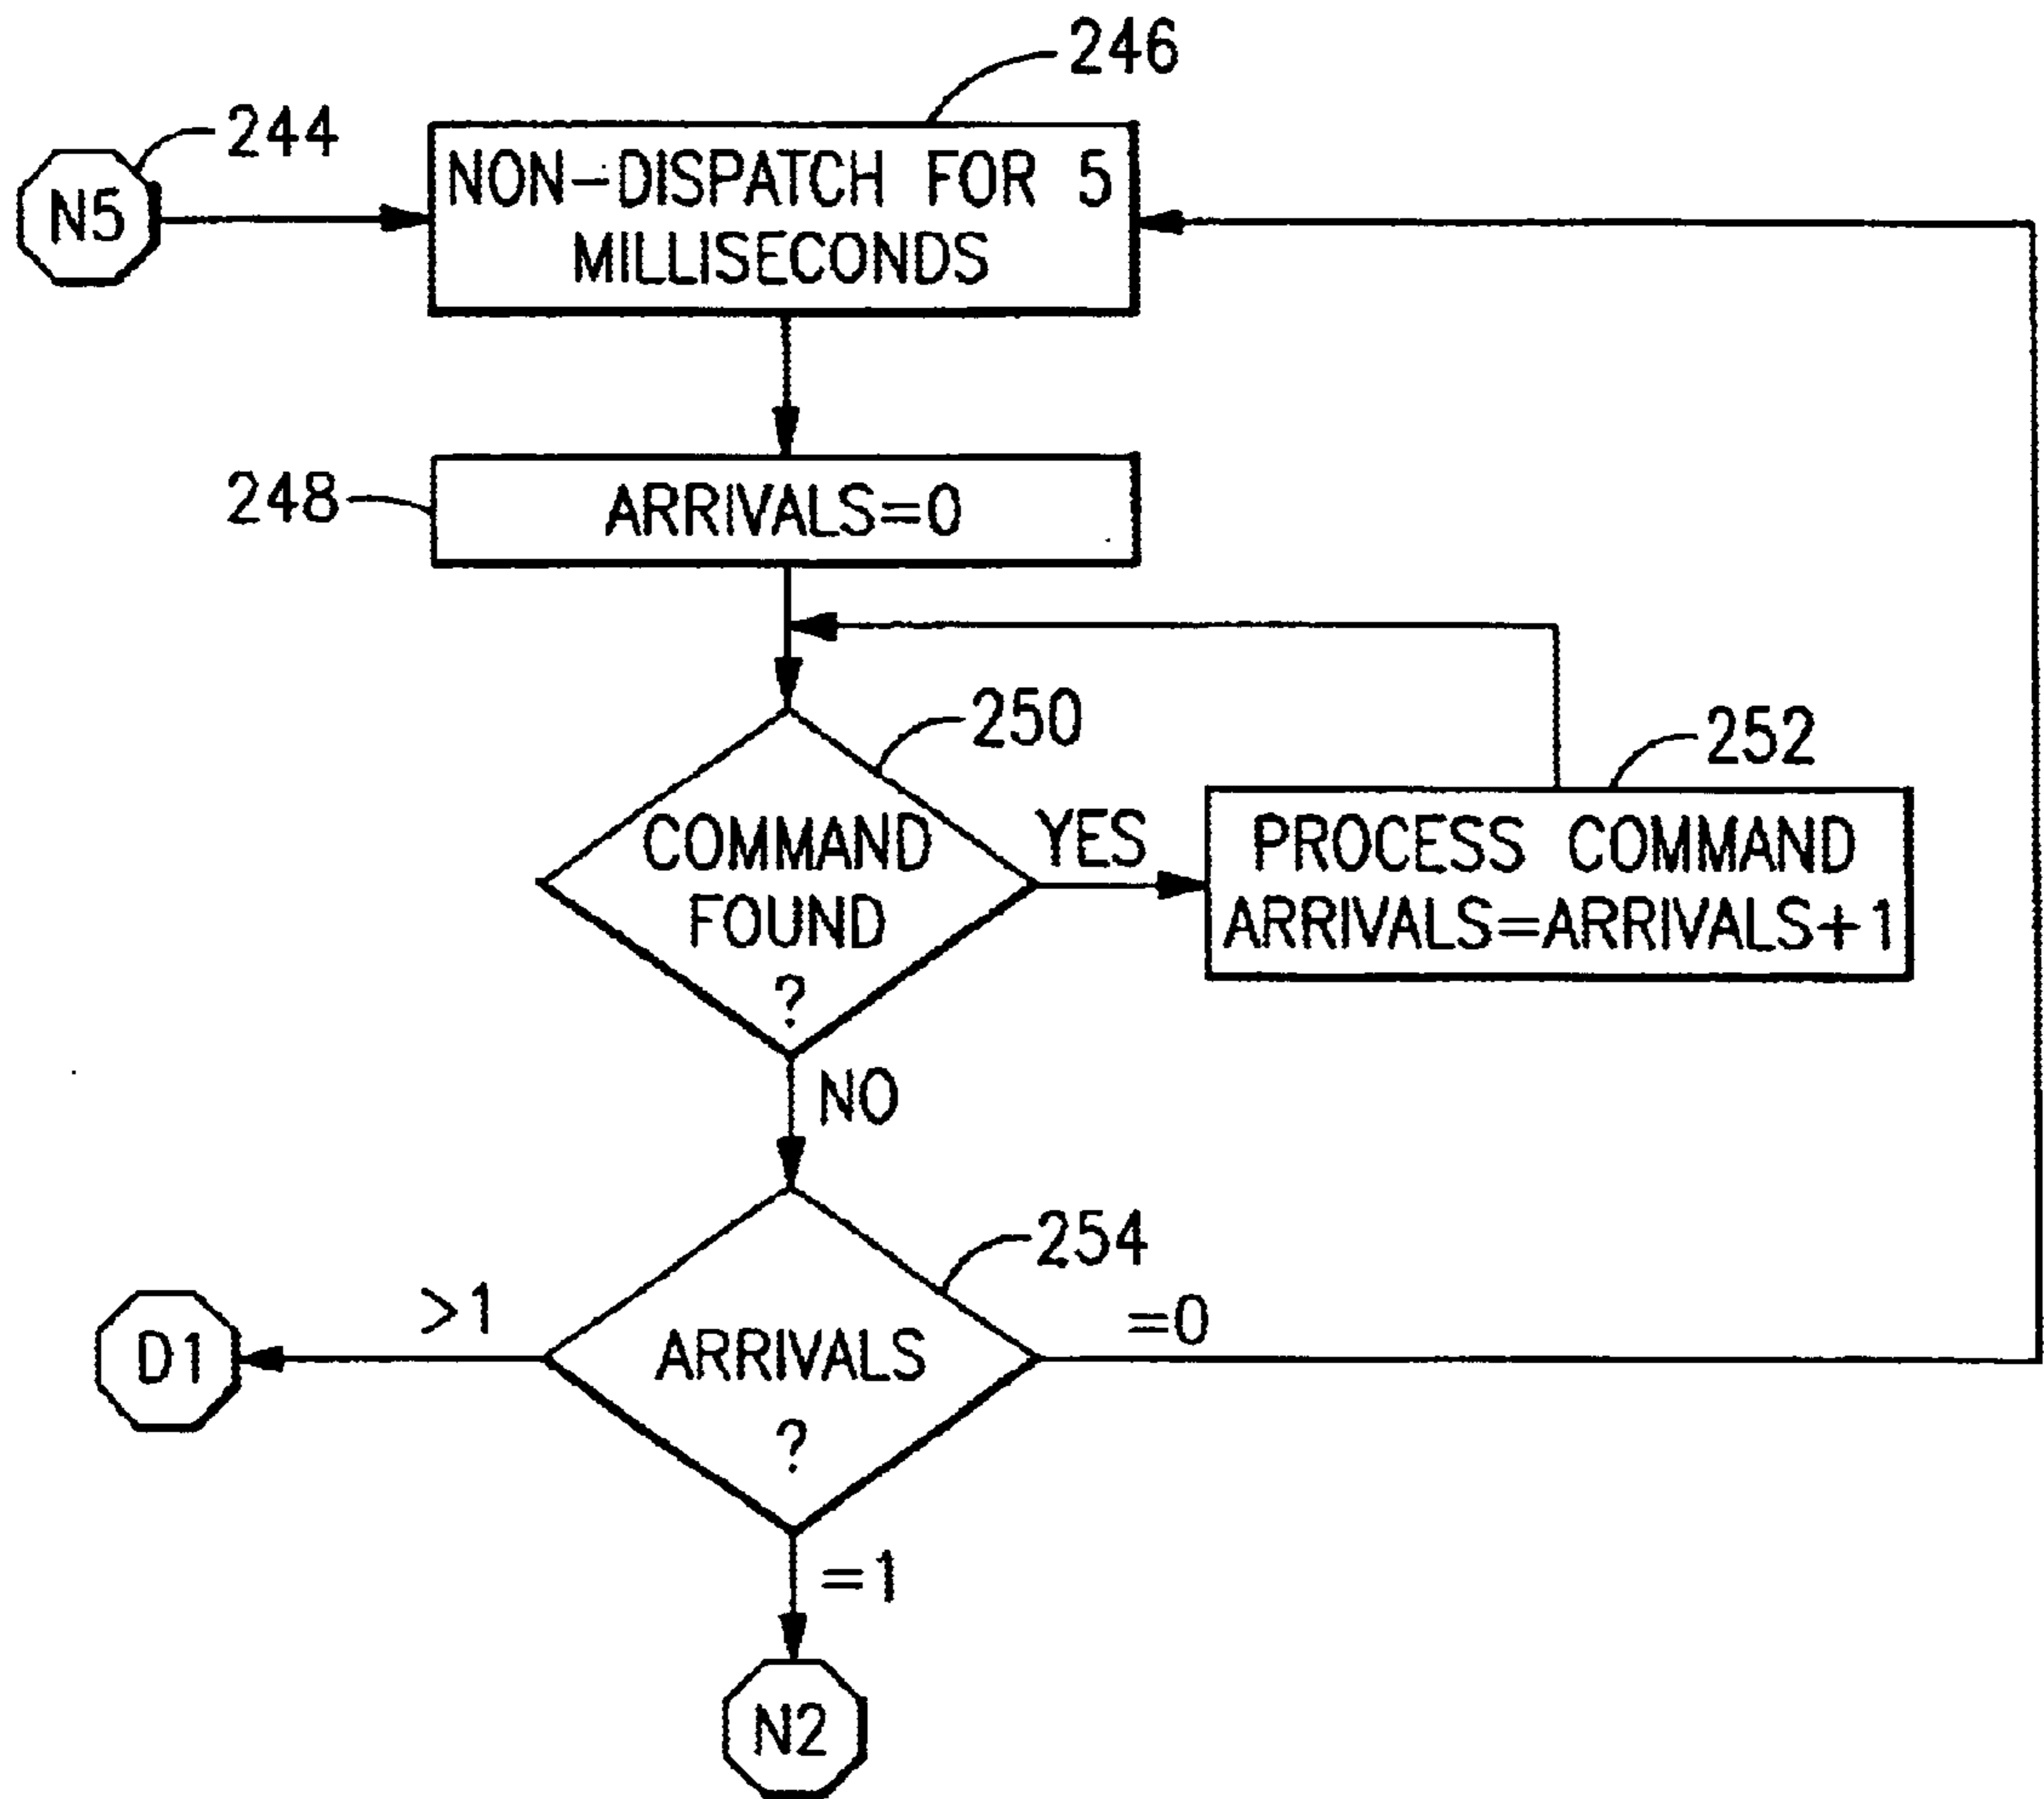 246
244
N5
NON-DISPATCH FOR 5
MILLISECONDS
248
ARRIVALS=0
250
252
COMMAND
FOUND
?
YES
PROCESS COMMAND
ARRIVALS=ARRIVALS+1
NO
254
>1
=0
D1
ARRIVALS
?
=1
N2